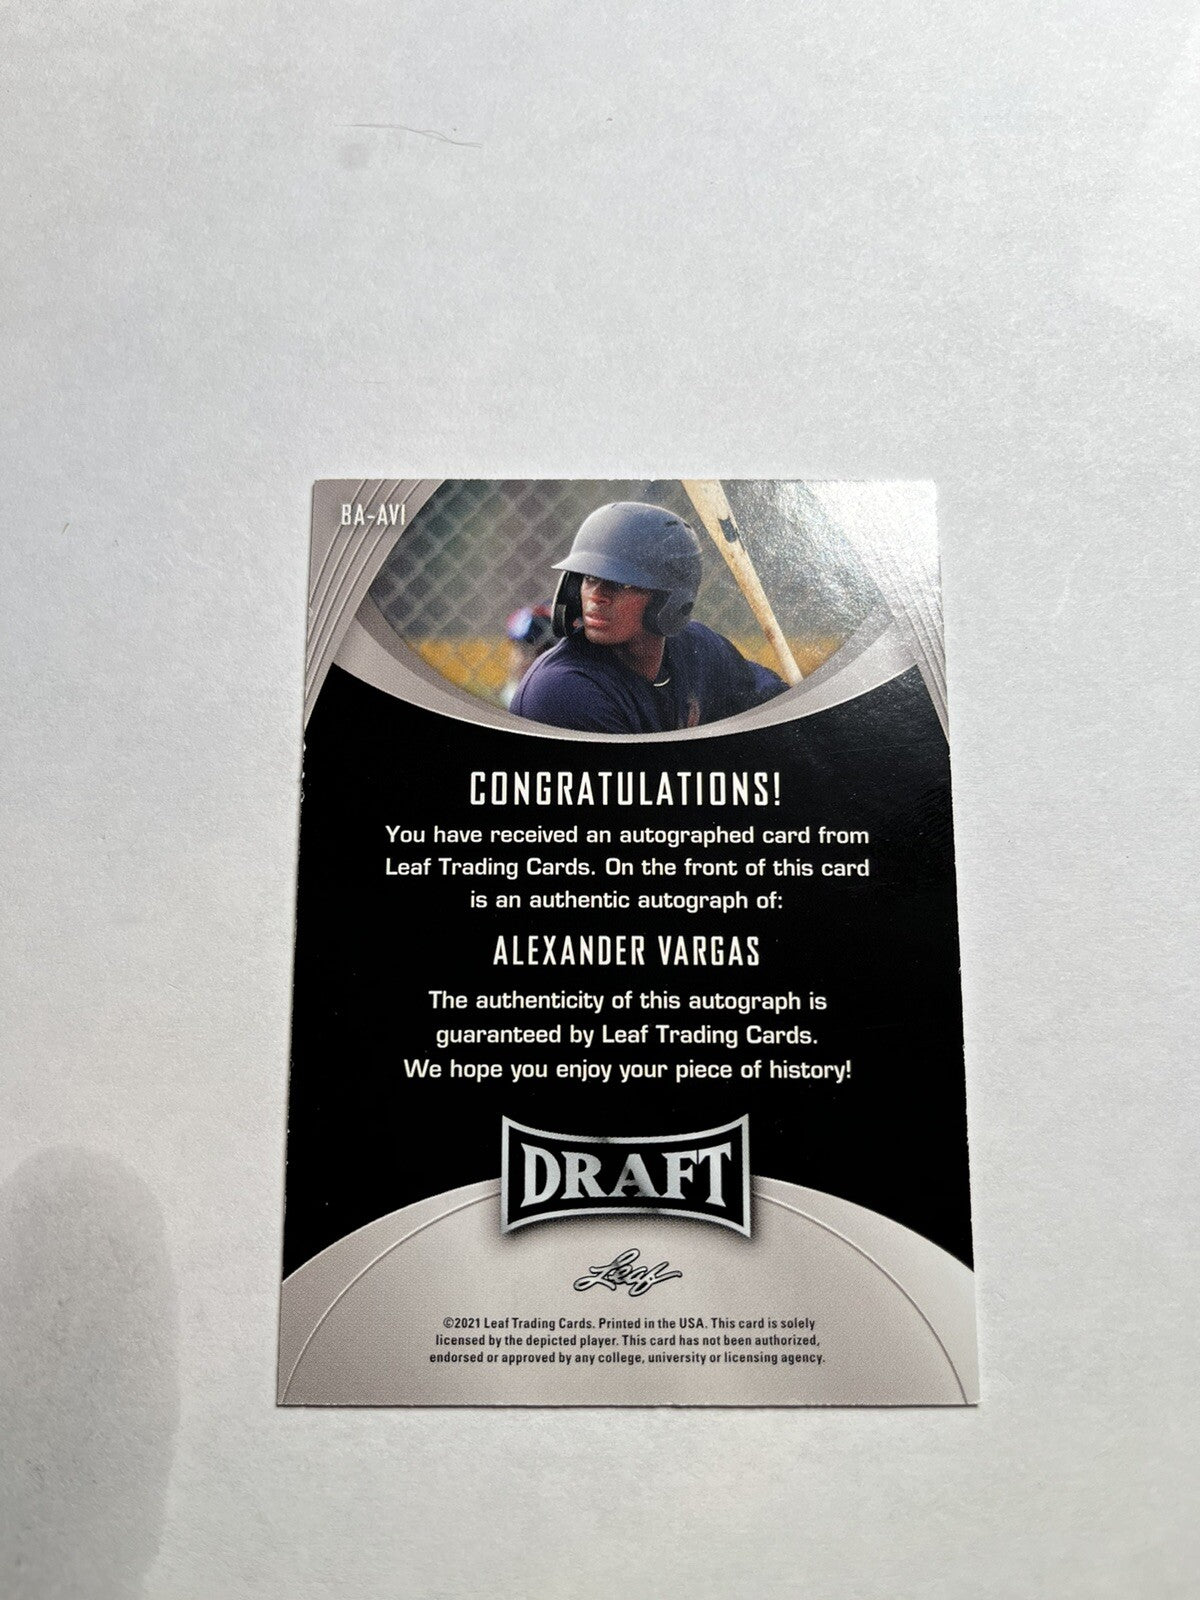 BA-AV1
CONGRATULATIONS!
You have received an autographed card from
Leaf Trading Cards. On the front of this card
is an authentic autograph of:
ALEXANDER VARGAS
The authenticity of this autograph is
guaranteed by Leaf Trading Cards.
We hope you enjoy your piece of history!
DRAFT
Leaf
©2021 Leaf Trading Cards. Printed in the USA. This card is solely
licensed by the depicted player. This card has not been authorized,
endorsed or approved by any college, university or licensing agency.